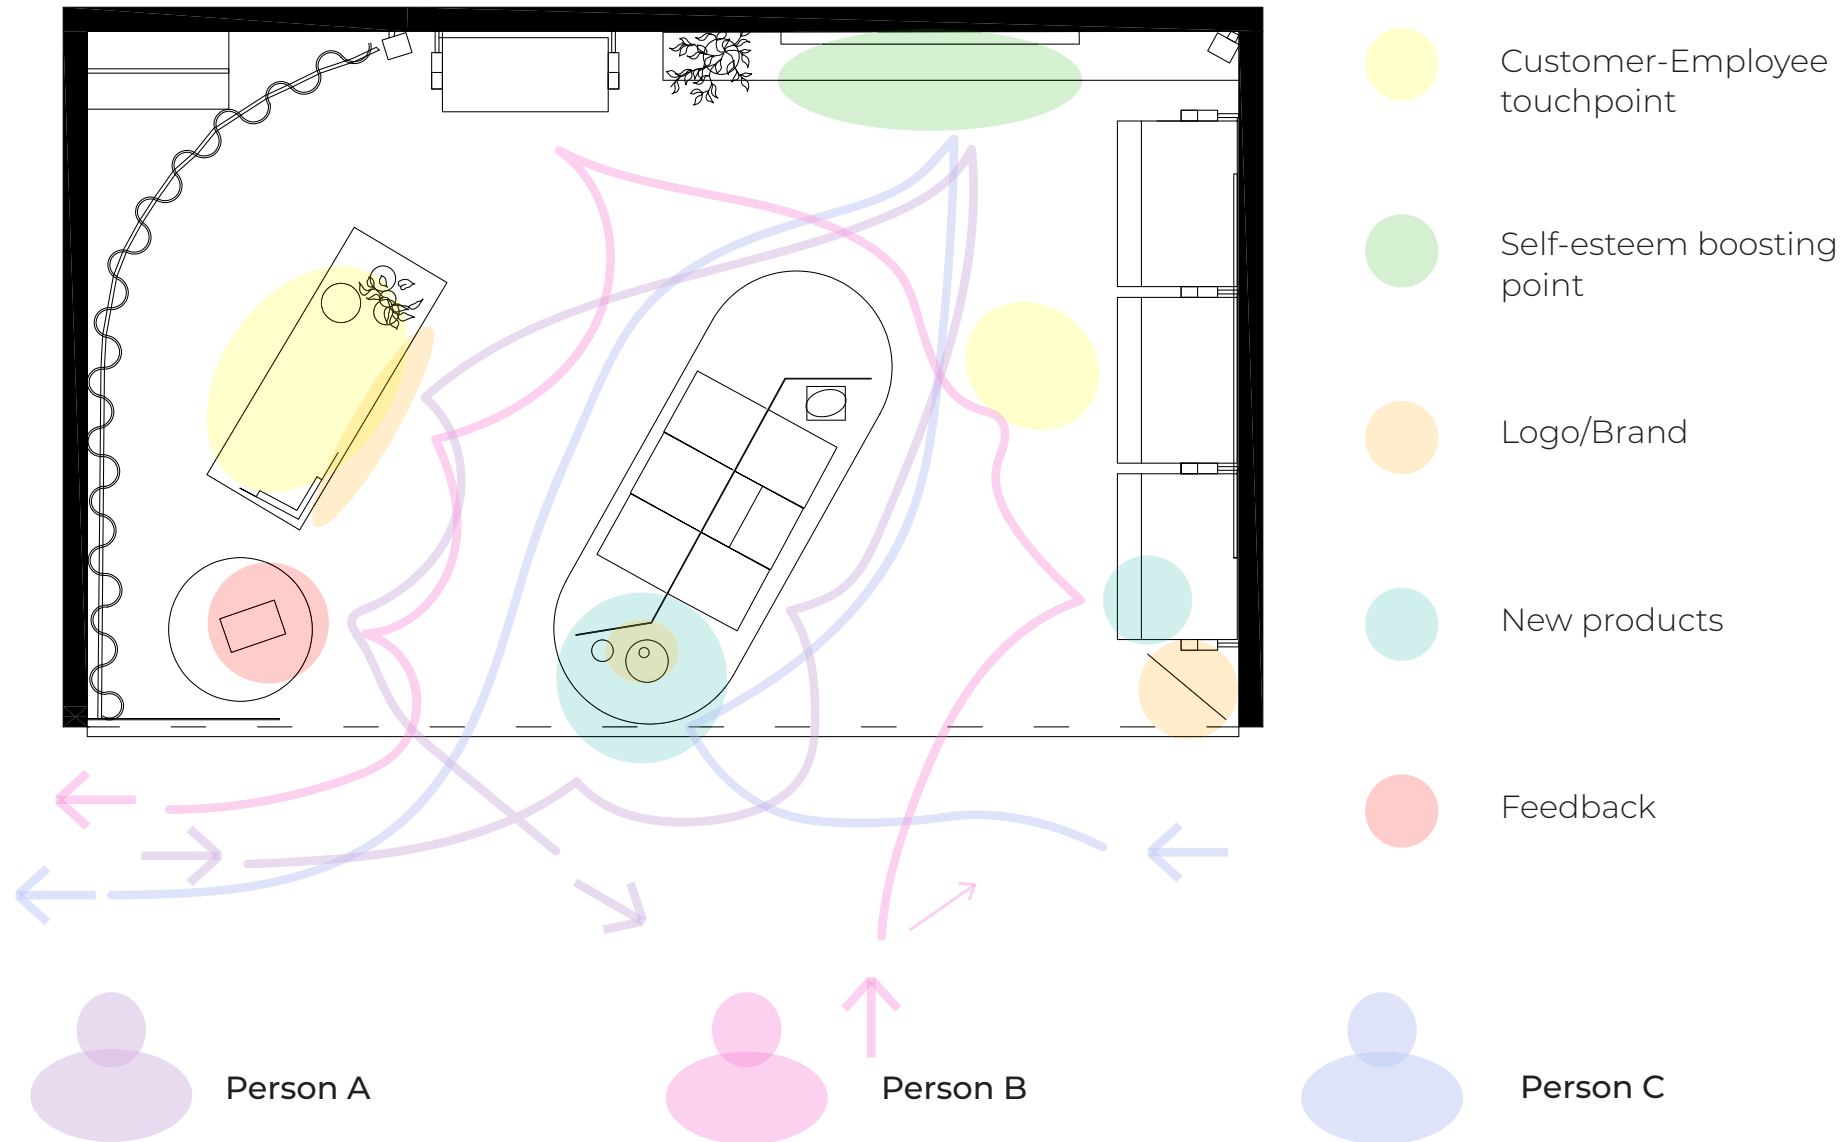 Customer-Employee
touchpoint
Self-esteem boosting
point
Logo/Brand
New products
Feedback
Person A
Person B
Person C